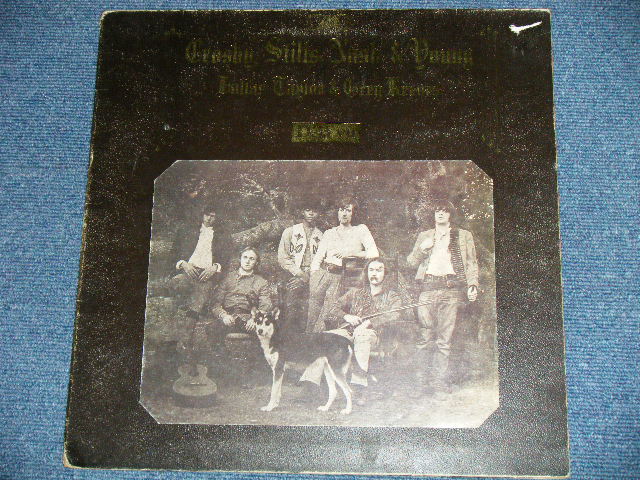 Crosby, Stills, Nash & Young
Dallas Taylor & Greg Reeves